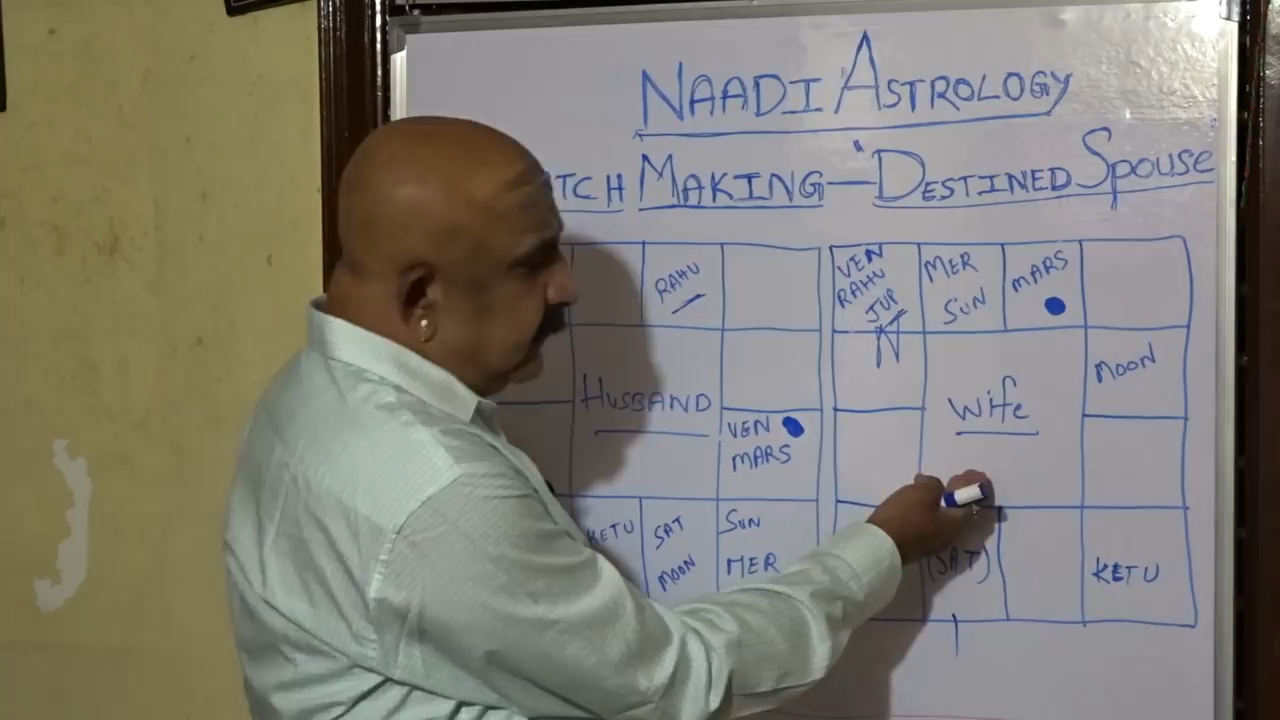 NAADI ASTROLOGY
TCH MAKING — "DESTINED SPOUSE
RAHU
HUSBAND
VEN
MARS
KETU
SAT
MOON
SUN
MER
VEN
RAHU
JUP
MER
SUN
MARS
MOON
WiFe
(SAT)
KETU